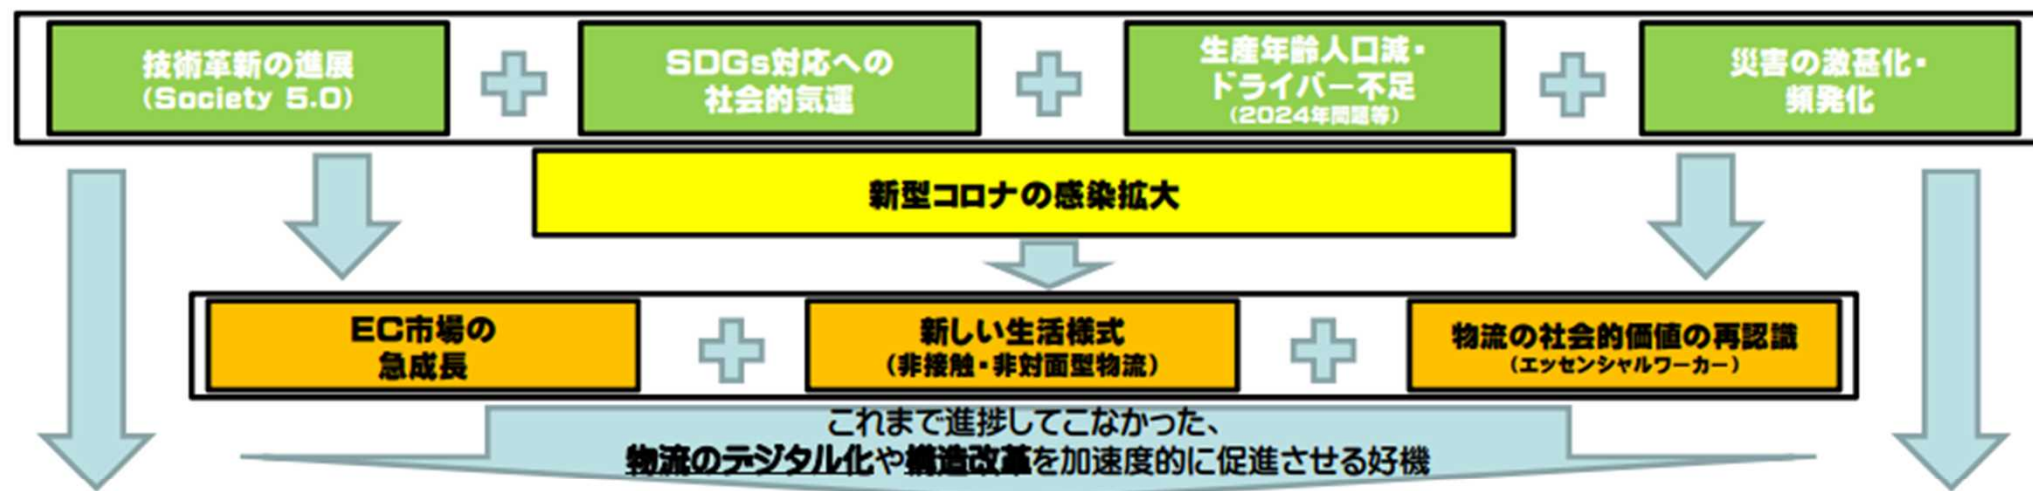 技術革新の進展
(Society 5.0)
SDGs対応への
社会的気運
生産年齢人口減・
ドライバー不足
(2024年問題等)
災害の激甚化・
頻発化
新型コロナの感染拡大
EC市場の
急成長
新しい生活様式
(非接触・非対面型物流)
物流の社会的価値の再認識
(エッセンシャルワーカー)
これまで進捗してこなかった、
物流のデジタル化や構造改革を加速度的に促進させる好機